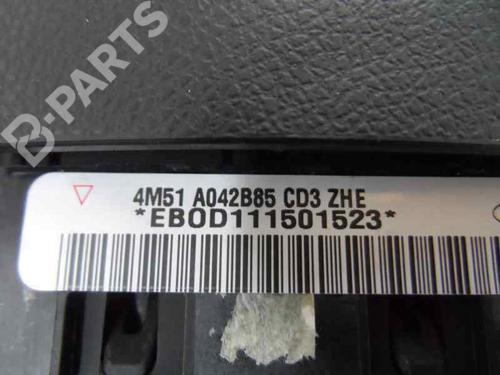 B-PARTS
4M51 A042B85 CD3 ZHE
*EBOD111501523*